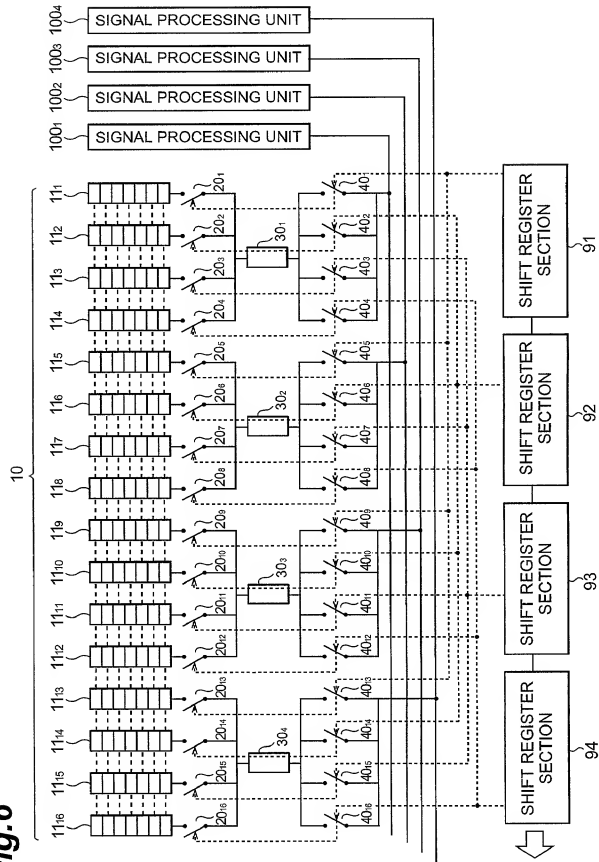 Fig.6
10
11₁₆ 11₁₅ 11₁₄ 11₁₃ 11₁₂ 11₁₁ 11₁₀ 11₉ 11₈ 11₇ 11₆ 11₅ 11₄ 11₃ 11₂ 11₁
100₁ SIGNAL PROCESSING UNIT
100₂ SIGNAL PROCESSING UNIT
100₃ SIGNAL PROCESSING UNIT
100₄ SIGNAL PROCESSING UNIT
20₁₆ 20₁₅ 20₁₄ 20₁₃ 20₁₂ 20₁₁ 20₁₀ 20₉ 20₈ 20₇ 20₆ 20₅ 20₄ 20₃ 20₂ 20₁
30₄ 30₃ 30₂ 30₁
40₁₆ 40₁₅ 40₁₄ 40₁₃ 40₁₂ 40₁₁ 40₁₀ 40₉ 40₈ 40₇ 40₆ 40₅ 40₄ 40₃ 40₂ 40₁
SHIFT REGISTER
SECTION
94
SHIFT REGISTER
SECTION
93
SHIFT REGISTER
SECTION
92
SHIFT REGISTER
SECTION
91